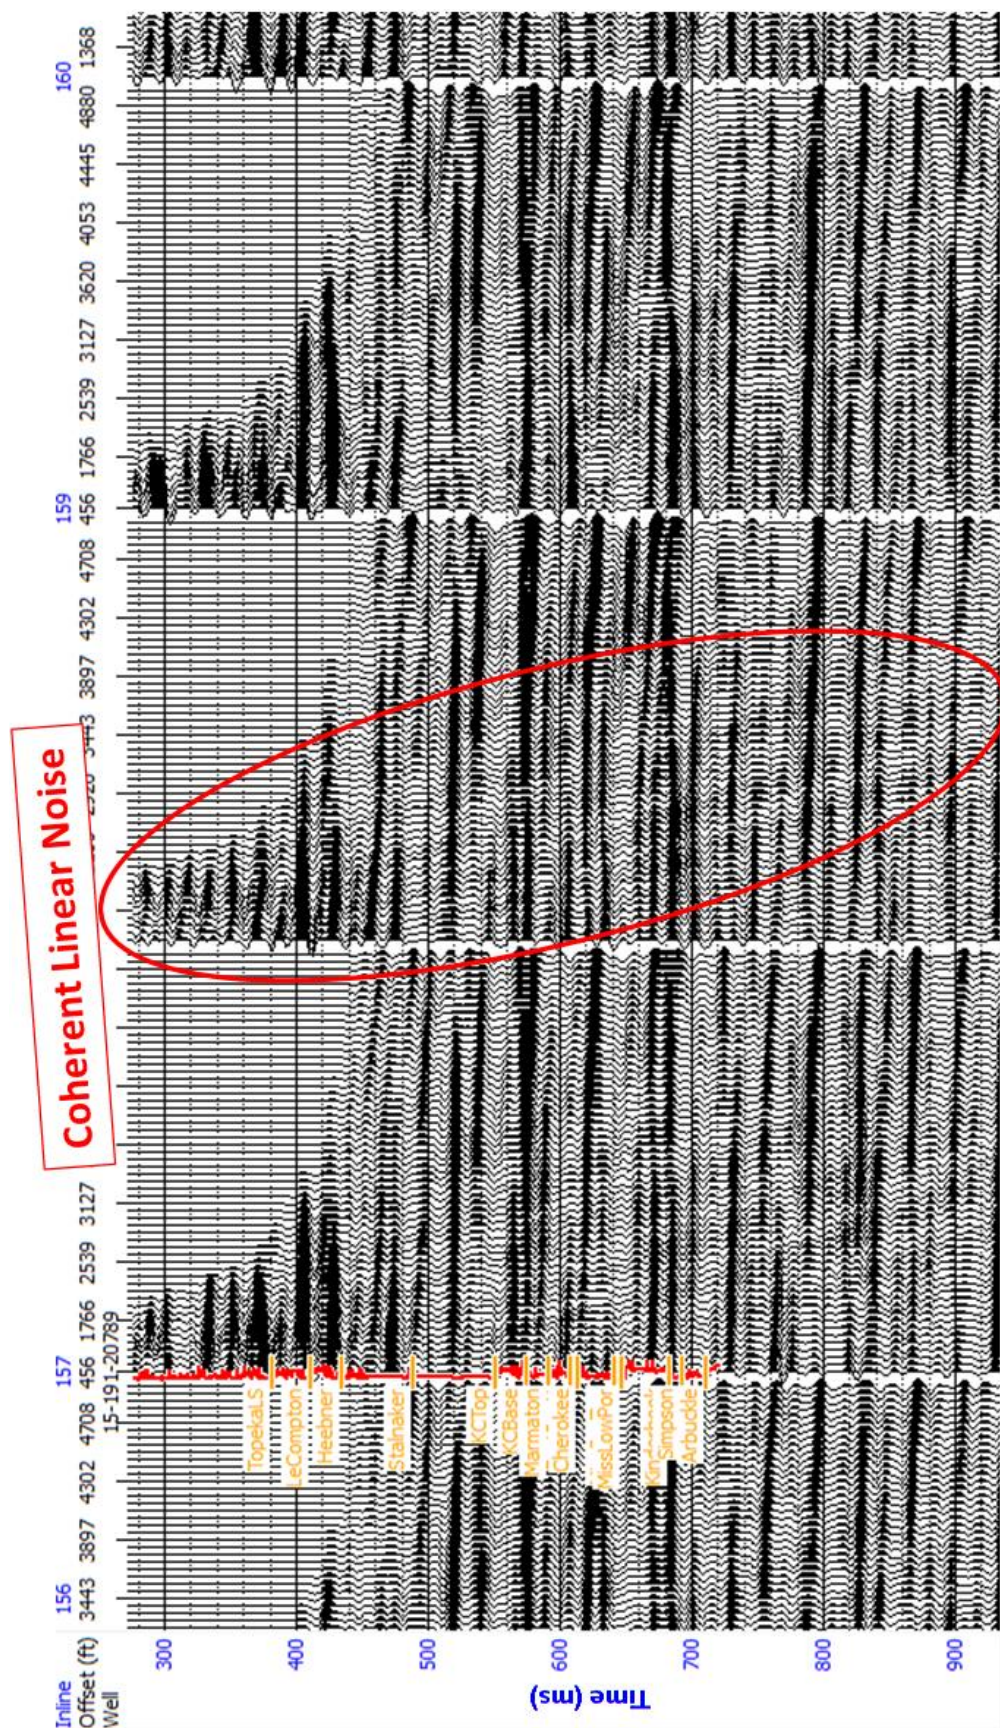 Coherent Linear Noise
Inline 156 157 159 160
Offset (ft) 3443 3897 4302 4708 456 1766 2539 3127 3897 4302 4708 456 1766 2539 3127 3620 4053 4445 4880 1368
Well 15-191-20789
300
TopekaLS
400
LeCompton
Heebner
Stalnaker
500
KCTop
KCBase
Marmaton
Cherokee
600
MissLowPor
Simpson
Arbuckle
700
800
900
Time (ms)